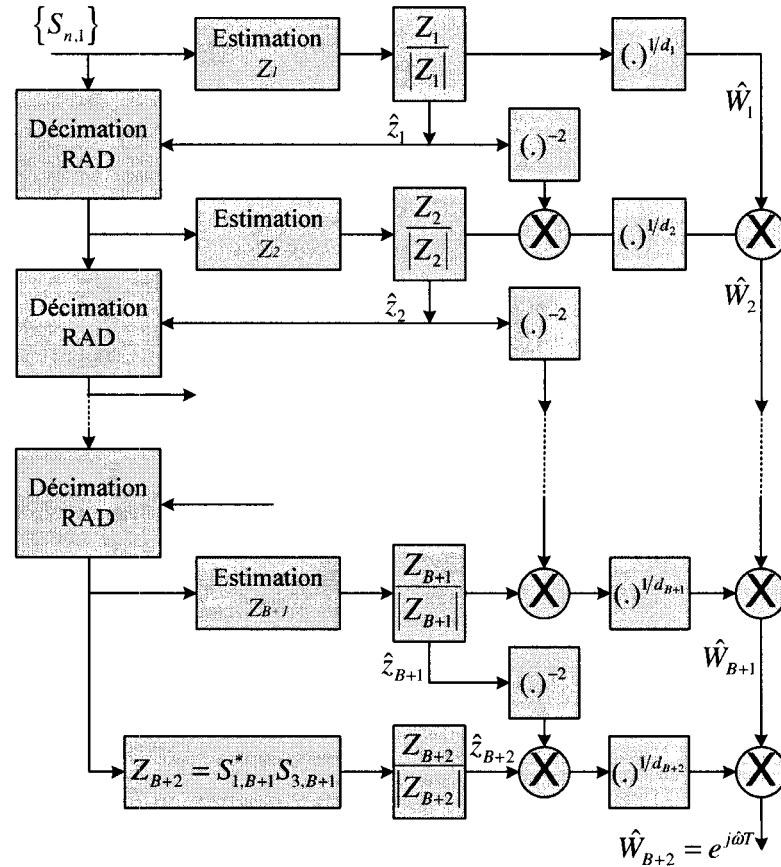 {S_{n,1}}
Estimation
Z_1
Z_1
|Z_1|
(.)^{1/d_1}
Ŵ_1
Décimation
RAD
ẑ_1
(.)^{-2}
Estimation
Z_2
Z_2
|Z_2|
X
(.)^{1/d_2}
X
Décimation
RAD
ẑ_2
(.)^{-2}
Ŵ_2
Décimation
RAD
Estimation
Z_{B+1}
Z_{B+1}
|Z_{B+1}|
X
(.)^{1/d_{B+1}}
X
ẑ_{B+1}
(.)^{-2}
Ŵ_{B+1}
Z_{B+2} = S^*_{1,B+1} S_{3,B+1}
Z_{B+2}
|Z_{B+2}|
ẑ_{B+2}
X
(.)^{1/d_{B+2}}
X
Ŵ_{B+2} = e^{jω̂T}